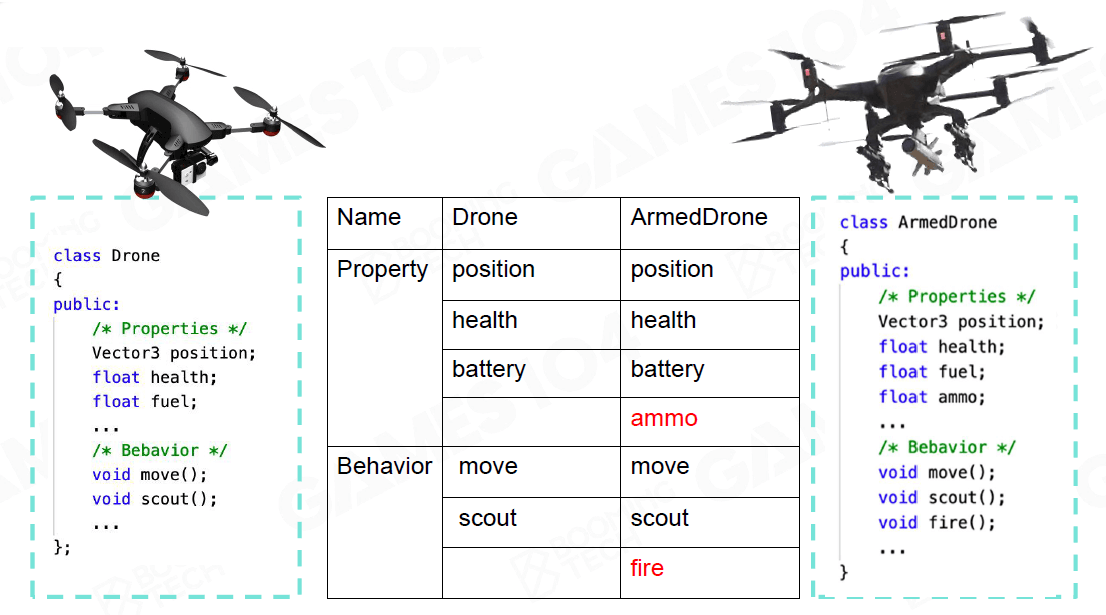 class Drone
{
public:
/* Properties */
Vector3 position;
float health;
float fuel;
...
/* Bebavior */
void move();
void scout();
...
};
Name Drone ArmedDrone
Property position position
health health
battery battery
ammo
Behavior move move
scout scout
fire
class ArmedDrone
{
public:
/* Properties */
Vector3 position;
float health;
float fuel;
float ammo;
...
/* Bebavior */
void move();
void scout();
void fire();
...
}
GAMES 104